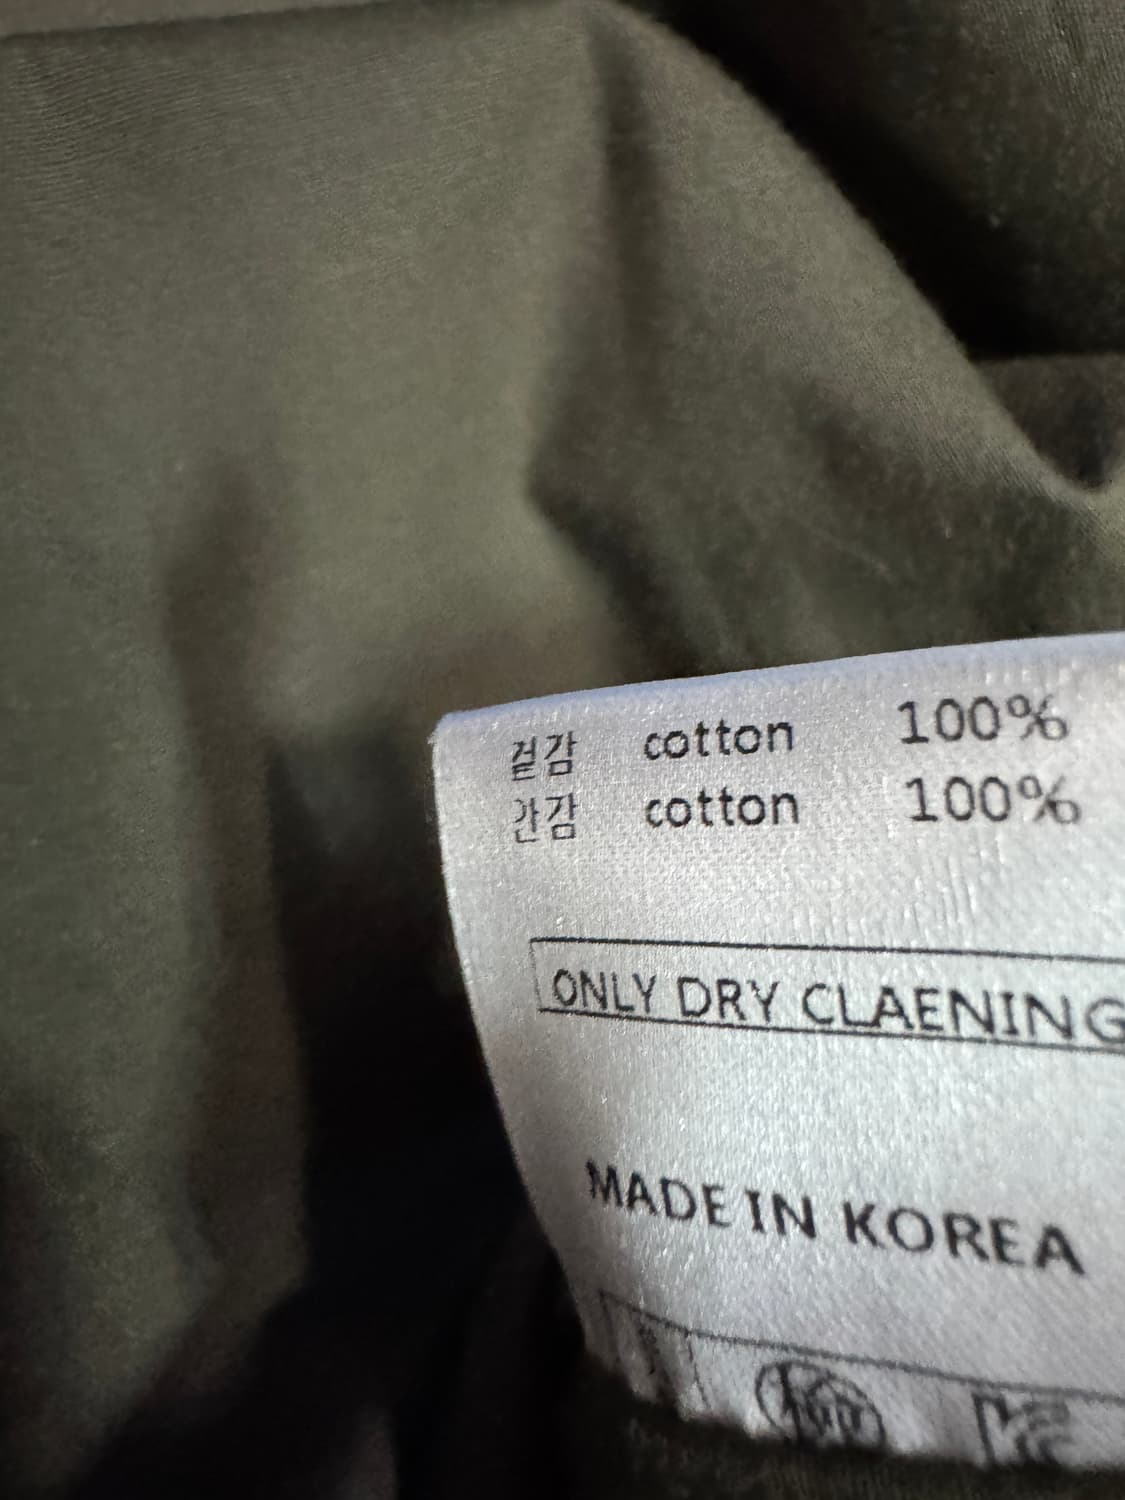 겉감 cotton 100%
안감 cotton 100%
ONLY DRY CLAENING
MADE IN KOREA